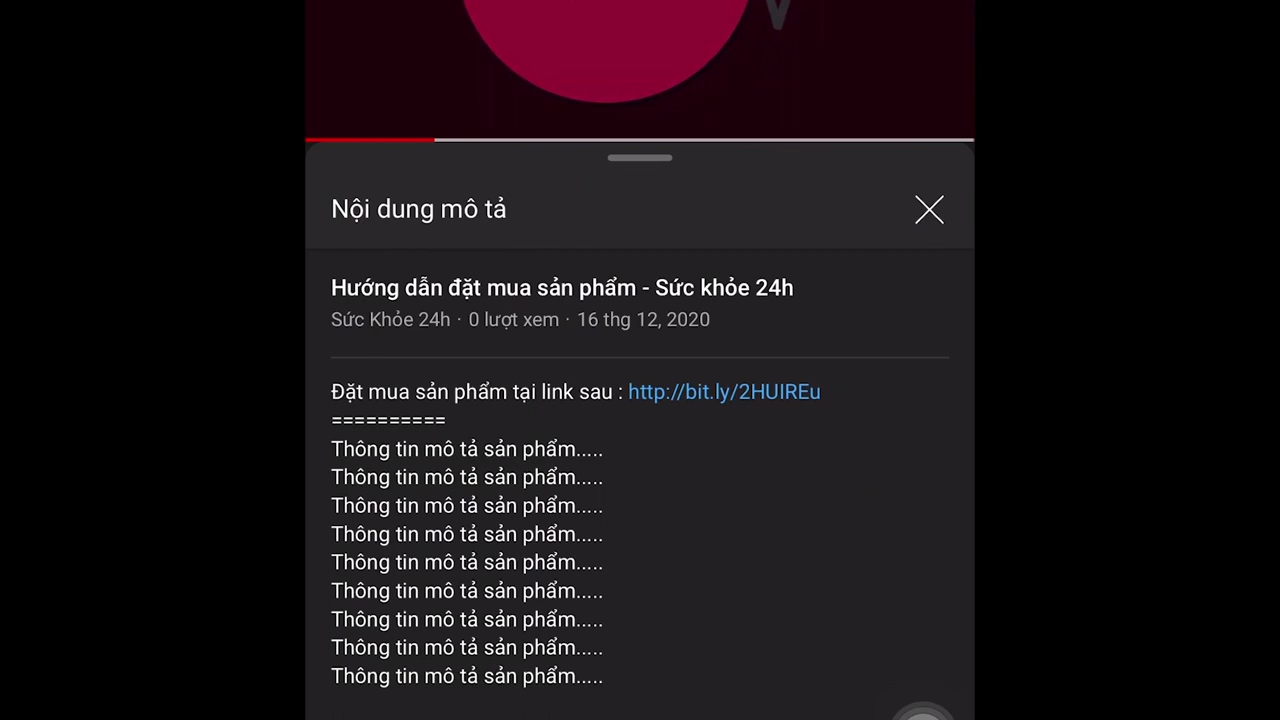 Nội dung mô tả
Hướng dẫn đặt mua sản phẩm - Sức khỏe 24h
Sức Khỏe 24h · 0 lượt xem · 16 thg 12, 2020
Đặt mua sản phẩm tại link sau : http://bit.ly/2HUIREu
==========
Thông tin mô tả sản phẩm.....
Thông tin mô tả sản phẩm.....
Thông tin mô tả sản phẩm.....
Thông tin mô tả sản phẩm.....
Thông tin mô tả sản phẩm.....
Thông tin mô tả sản phẩm.....
Thông tin mô tả sản phẩm.....
Thông tin mô tả sản phẩm.....
Thông tin mô tả sản phẩm.....